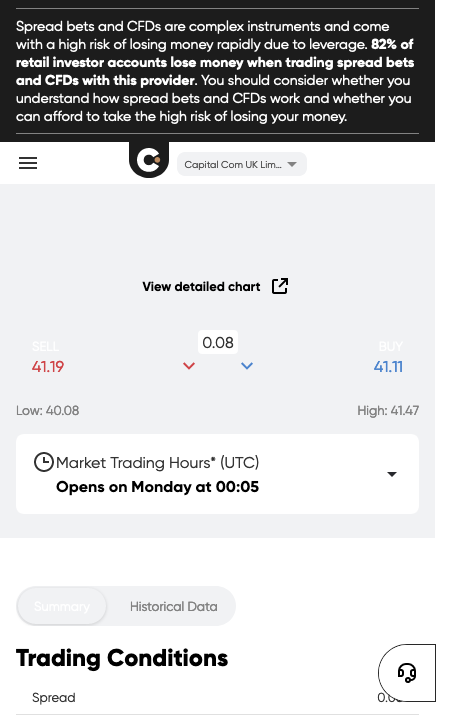 Spread bets and CFDs are complex instruments and come
with a high risk of losing money rapidly due to leverage. 82% of
retail investor accounts lose money when trading spread bets
and CFDs with this provider. You should consider whether you
understand how spread bets and CFDs work and whether you
can afford to take the high risk of losing your money.
Capital Com UK Lim...
View detailed chart
SELL
0.08
BUY
41.19
41.11
Low: 40.08
High: 41.47
Market Trading Hours* (UTC)
Opens on Monday at 00:05
Summary
Historical Data
Trading Conditions
Spread